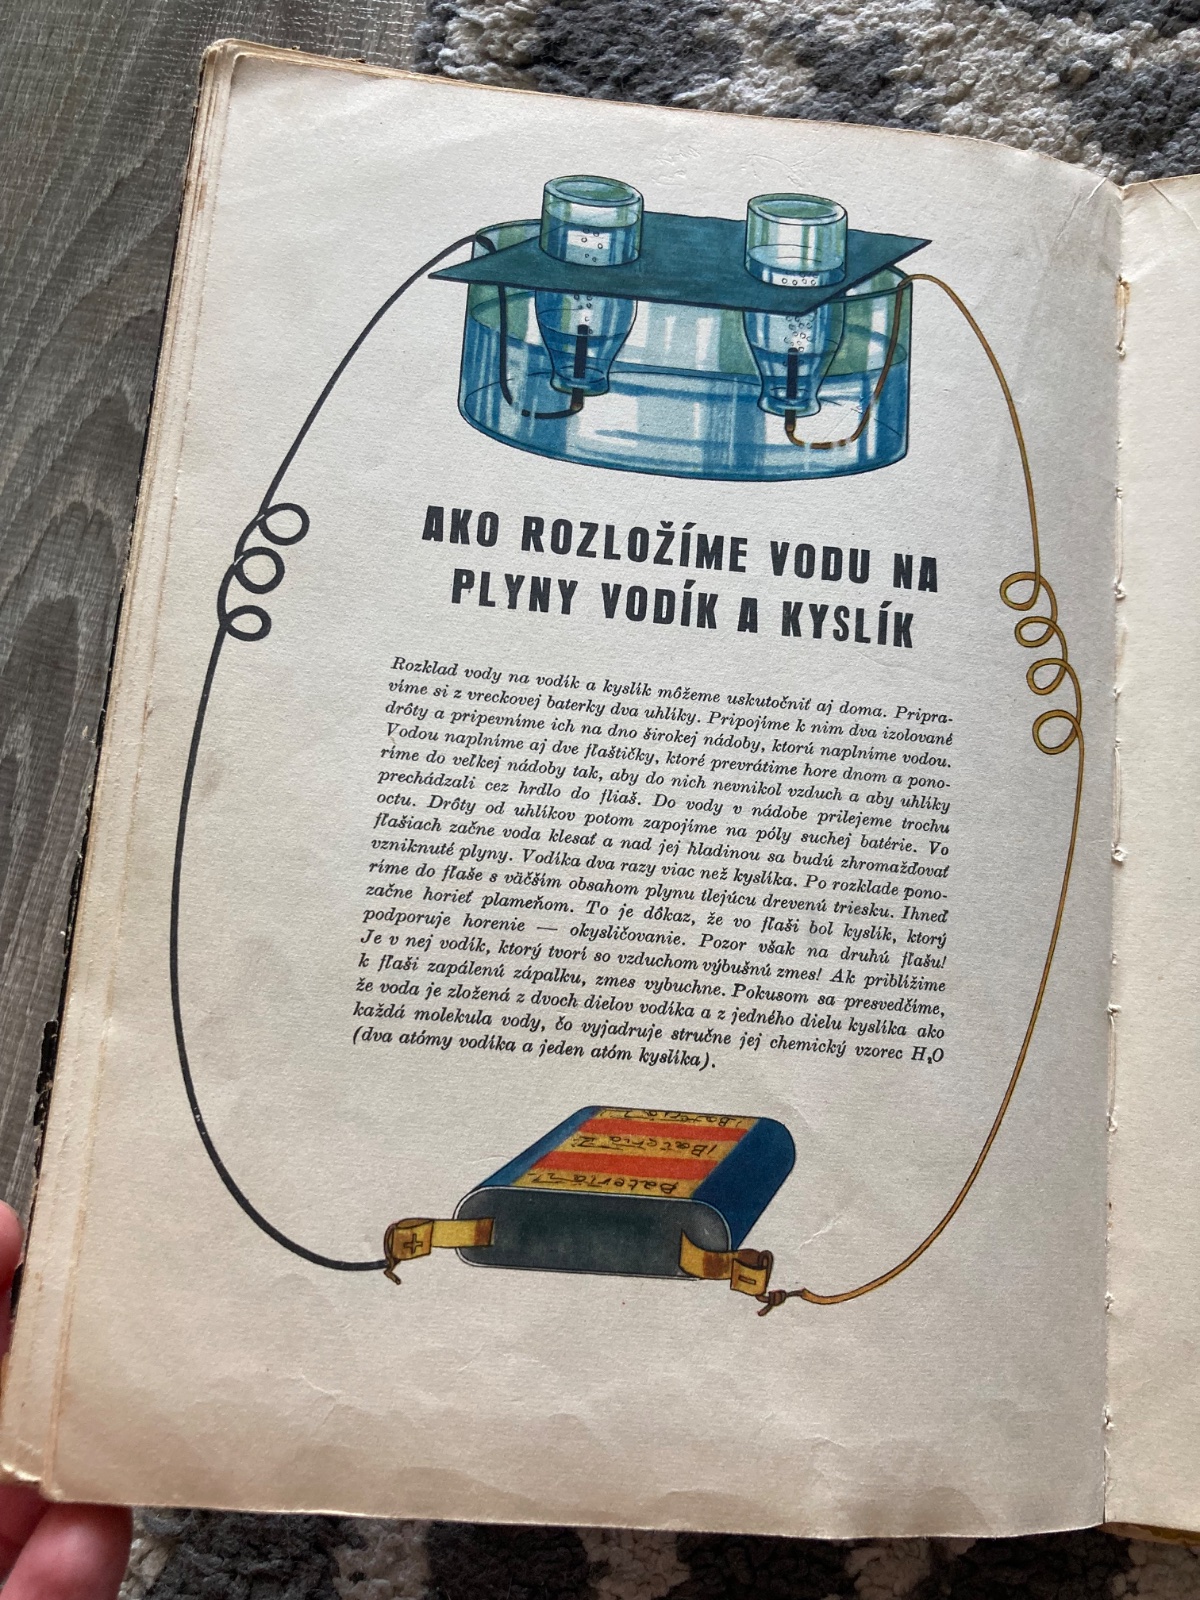 AKO ROZLOŽÍME VODU NA
PLYNY VODÍK A KYSLÍK
Rozklad vody na vodík a kyslík môžeme uskutočniť aj doma. Pripra-
víme si z vreckovej baterky dva uhlíky. Pripojíme k nim dva izolované
drôty a pripevníme ich na dno širokej nádoby, ktorú naplníme vodou.
Vodou naplníme aj dve fľaštičky, ktoré prevrátime hore dnom a pono-
ríme do veľkej nádoby tak, aby do nich nevnikol vzduch a aby uhlíky
prechádzali cez hrdlo do fliaš. Do vody v nádobe prilejeme trochu
octu. Drôty od uhlíkov potom zapojíme na póly suchej batérie. Vo
fľašiach začne voda klesať a nad jej hladinou sa budú zhromažďovať
vzniknuté plyny. Vodíka dva razy viac než kyslíka. Po rozklade pono-
ríme do fľaše s väčším obsahom plynu tlejúcu drevenú triesku. Ihneď
začne horieť plameňom. To je dôkaz, že vo fľaši bol kyslík, ktorý
podporuje horenie — okysličovanie. Pozor však na druhú fľašu!
Je v nej vodík, ktorý tvorí so vzduchom výbušnú zmes! Ak priblížime
k fľaši zapálenú zápalku, zmes vybuchne. Pokusom sa presvedčíme,
že voda je zložená z dvoch dielov vodíka a z jedného dielu kyslíka ako
každá molekula vody, čo vyjadruje stručne jej chemický vzorec H₂O
(dva atómy vodíka a jeden atóm kyslíka).
+
−